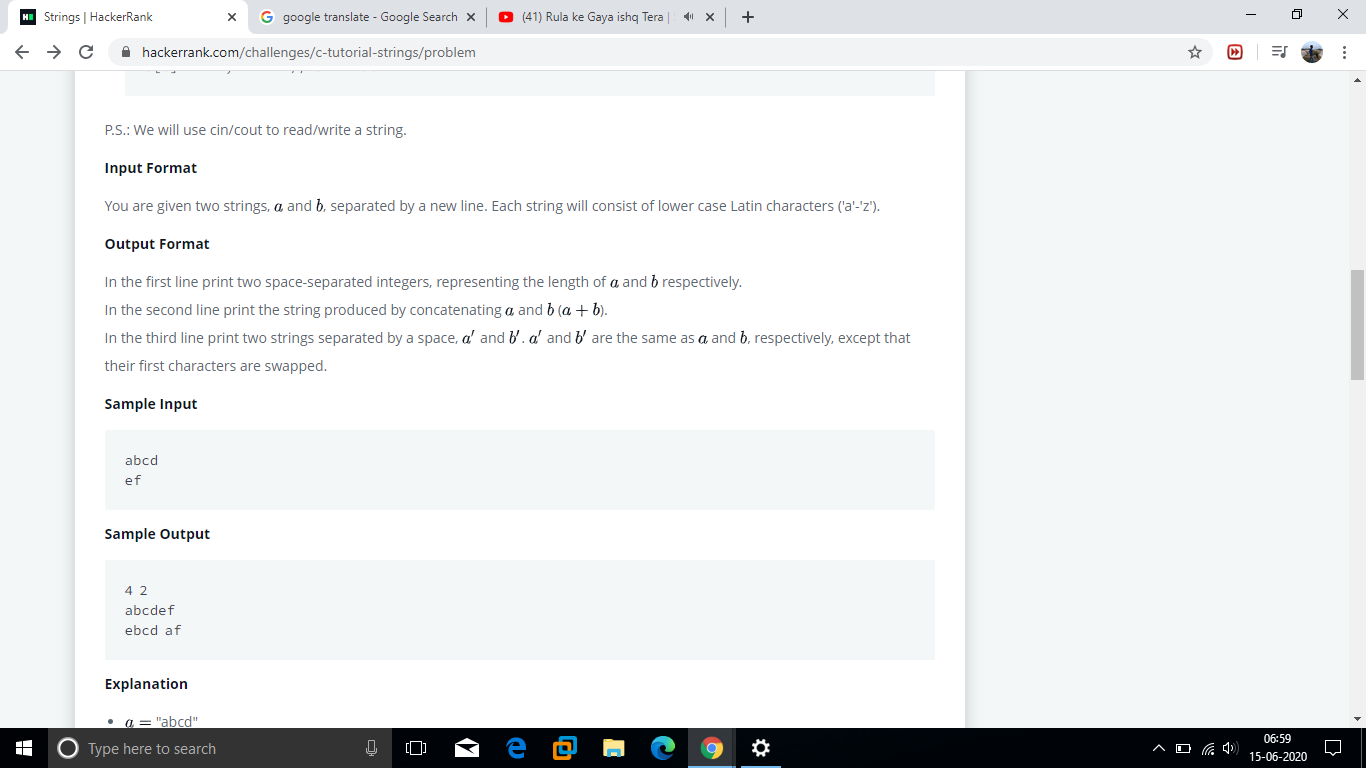 Strings | HackerRank
google translate - Google Search
(41) Rula ke Gaya ishq Tera |
hackerrank.com/challenges/c-tutorial-strings/problem
P.S.: We will use cin/cout to read/write a string.
Input Format
You are given two strings, a and b, separated by a new line. Each string will consist of lower case Latin characters ('a'-'z').
Output Format
In the first line print two space-separated integers, representing the length of a and b respectively.
In the second line print the string produced by concatenating a and b (a + b).
In the third line print two strings separated by a space, a′ and b′. a′ and b′ are the same as a and b, respectively, except that
their first characters are swapped.
Sample Input
abcd
ef
Sample Output
4 2
abcdef
ebcd af
Explanation
• a = "abcd"
Type here to search
06:59
15-06-2020